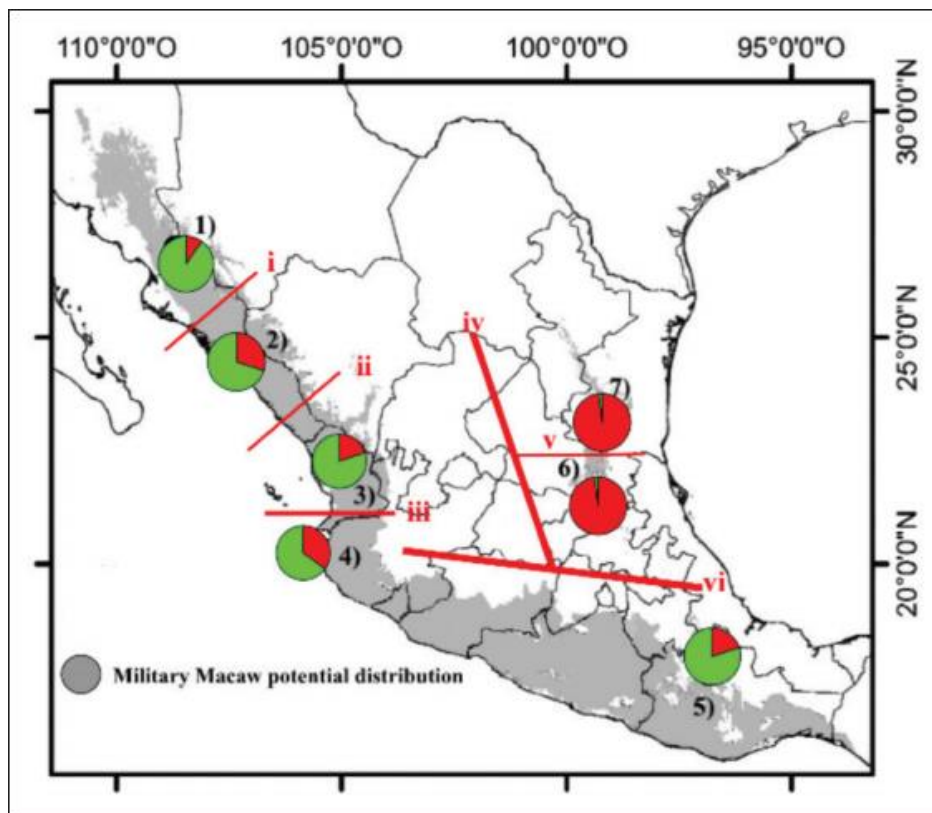 110°0'0"O 105°0'0"O 100°0'0"O 95°0'0"O
30°0'0"N
1)
i
25°0'0"N
iv
2)
ii
7)
v
6)
3)
iii
4)
20°0'0"N
vi
Military Macaw potential distribution
5)